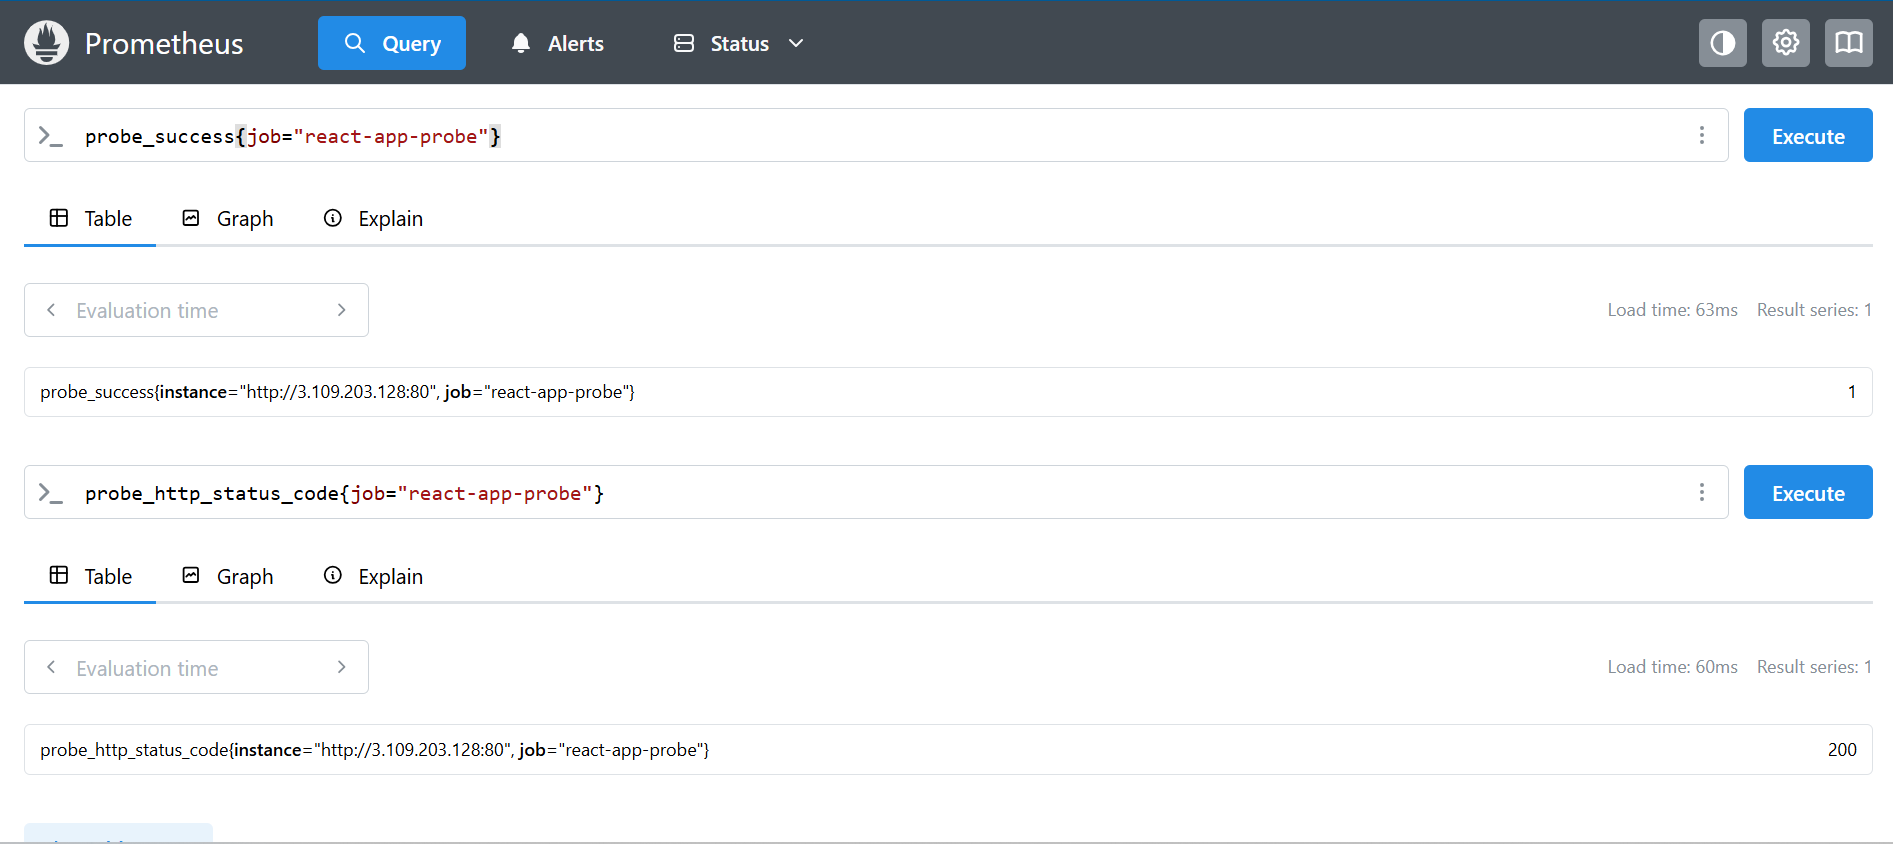 Prometheus Query Alerts Status
>_ probe_success{job="react-app-probe"} Execute
Table Graph Explain
Evaluation time Load time: 63ms Result series: 1
probe_success{instance="http://3.109.203.128:80", job="react-app-probe"} 1
>_ probe_http_status_code{job="react-app-probe"} Execute
Table Graph Explain
Evaluation time Load time: 60ms Result series: 1
probe_http_status_code{instance="http://3.109.203.128:80", job="react-app-probe"} 200